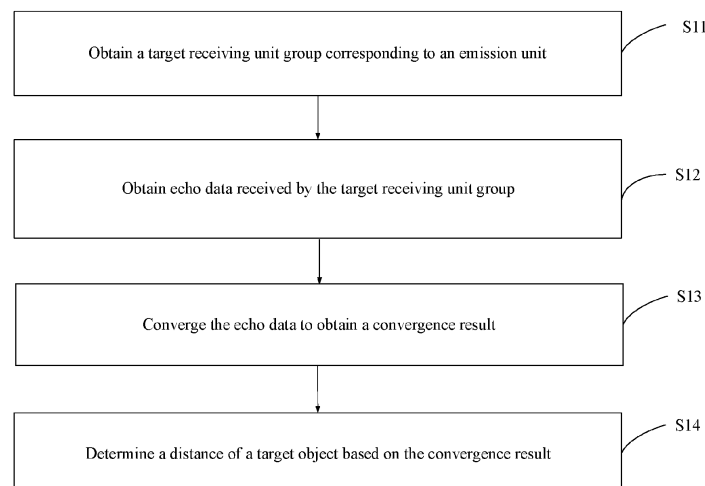 Obtain a target receiving unit group corresponding to an emission unit
S11
Obtain echo data received by the target receiving unit group
S12
Converge the echo data to obtain a convergence result
S13
Determine a distance of a target object based on the convergence result
S14